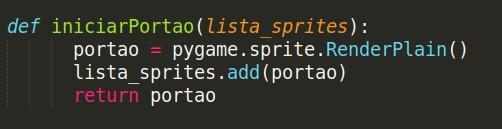 def iniciarPortao(lista_sprites):
    portao = pygame.sprite.RenderPlain()
    lista_sprites.add(portao)
    return portao